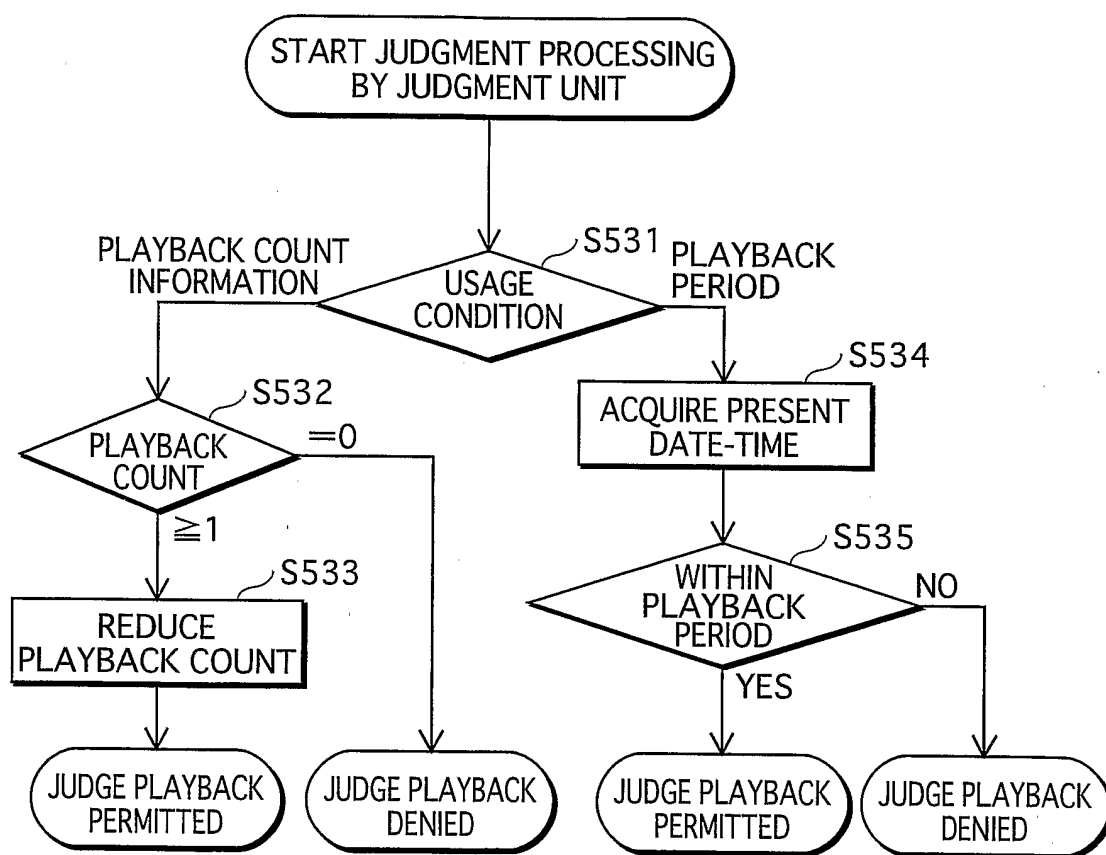 START JUDGMENT PROCESSING
BY JUDGMENT UNIT
PLAYBACK COUNT
INFORMATION
S531
USAGE
CONDITION
PLAYBACK
PERIOD
S532
PLAYBACK
COUNT
=0
≧1
S533
REDUCE
PLAYBACK COUNT
S534
ACQUIRE PRESENT
DATE-TIME
S535
WITHIN
PLAYBACK
PERIOD
NO
YES
JUDGE PLAYBACK
PERMITTED
JUDGE PLAYBACK
DENIED
JUDGE PLAYBACK
PERMITTED
JUDGE PLAYBACK
DENIED